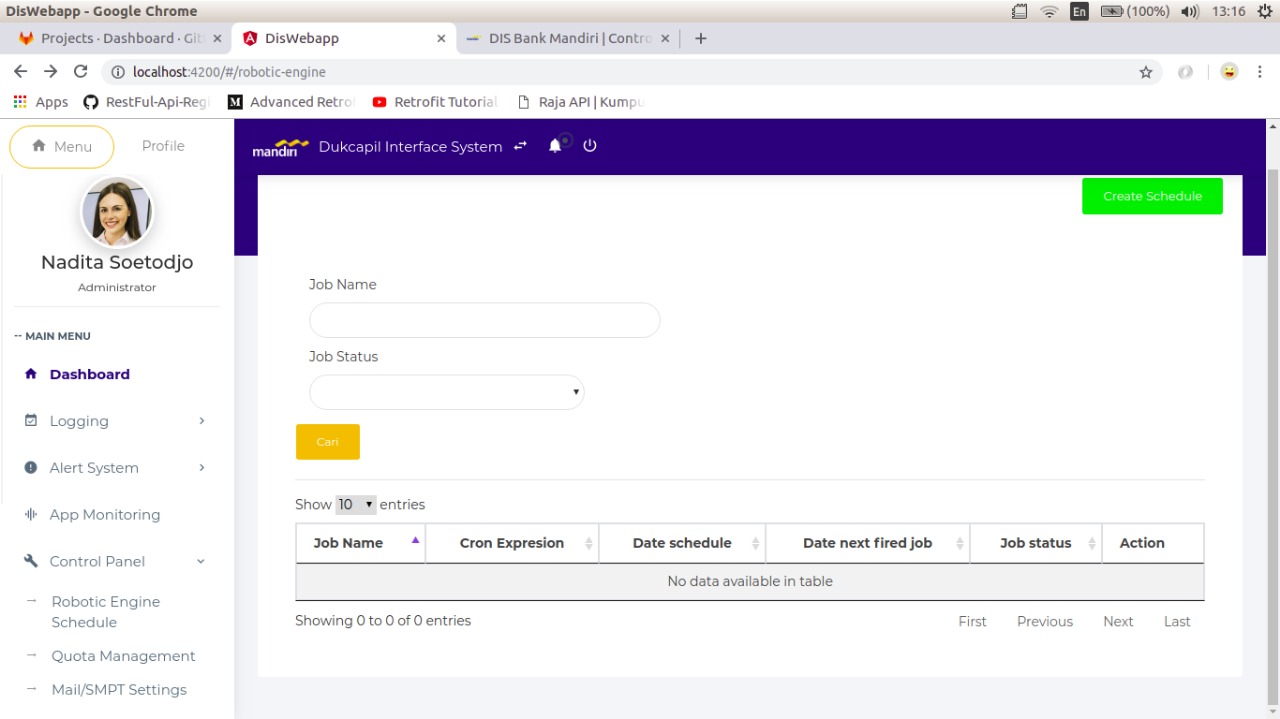 DisWebapp - Google Chrome
En
(100%)
13:16
Projects · Dashboard · Git
DisWebapp
DIS Bank Mandiri | Contro
localhost:4200/#/robotic-engine
Apps
RestFul-Api-Regi
Advanced Retro
Retrofit Tutorial
Raja API | Kumpu
Menu
Profile
mandiri
Dukcapil Interface System
Create Schedule
Nadita Soetodjo
Administrator
-- MAIN MENU
Dashboard
Logging
Alert System
App Monitoring
Control Panel
Robotic Engine
Schedule
Quota Management
Mail/SMPT Settings
Job Name
Job Status
Cari
Show 10 entries
Job Name
Cron Expresion
Date schedule
Date next fired job
Job status
Action
No data available in table
Showing 0 to 0 of 0 entries
First
Previous
Next
Last